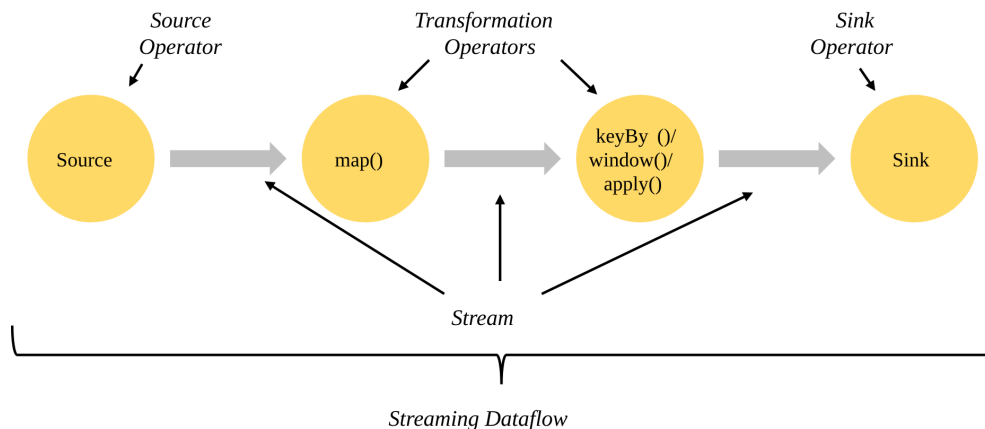 Source
Operator
Transformation
Operators
Sink
Operator
Source
map()
keyBy ()/
window()/
apply()
Sink
Stream
Streaming Dataflow